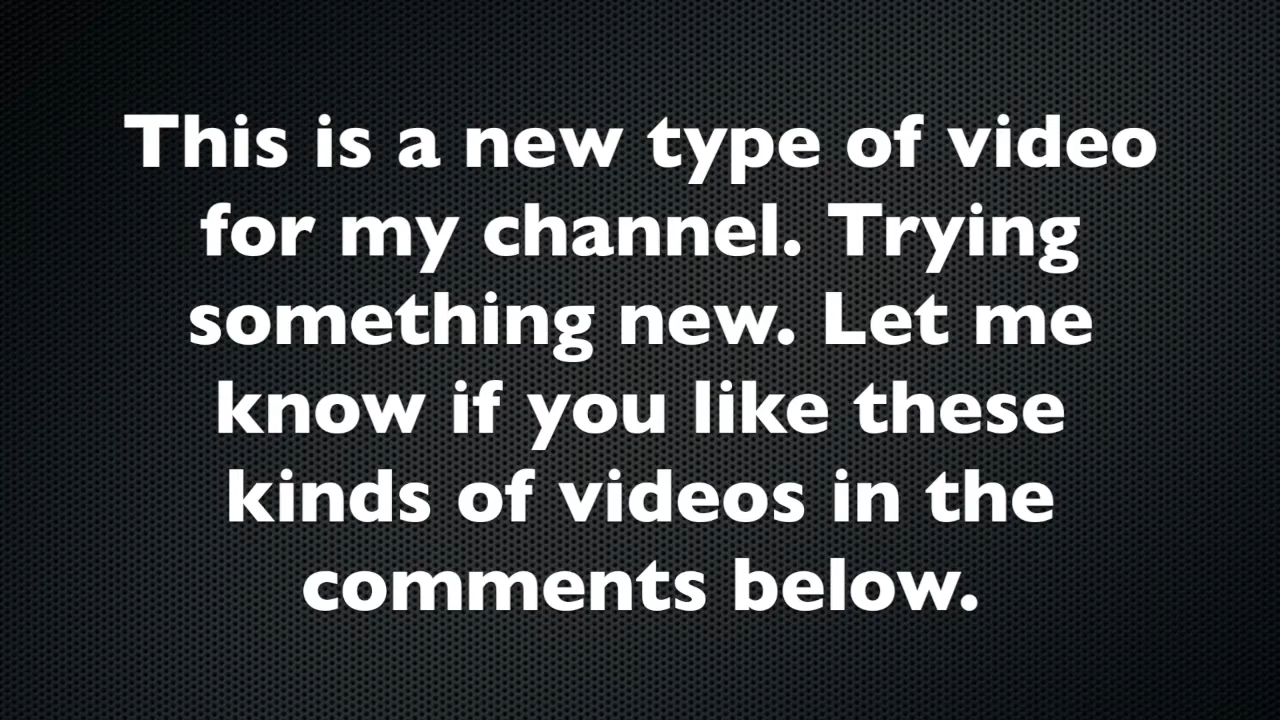 This is a new type of video
for my channel. Trying
something new. Let me
know if you like these
kinds of videos in the
comments below.